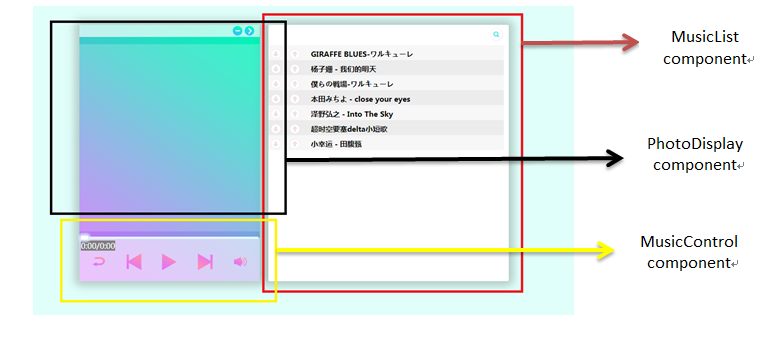 GIRAFFE BLUES-ワルキューレ
杨子姗 - 我们的明天
僕らの戦場-ワルキューレ
本田みちよ - close your eyes
澤野弘之 - Into The Sky
超时空要塞delta小短歌
小幸运 - 田馥甄
0:00/0:00
MusicList
component
PhotoDisplay
component
MusicControl
component